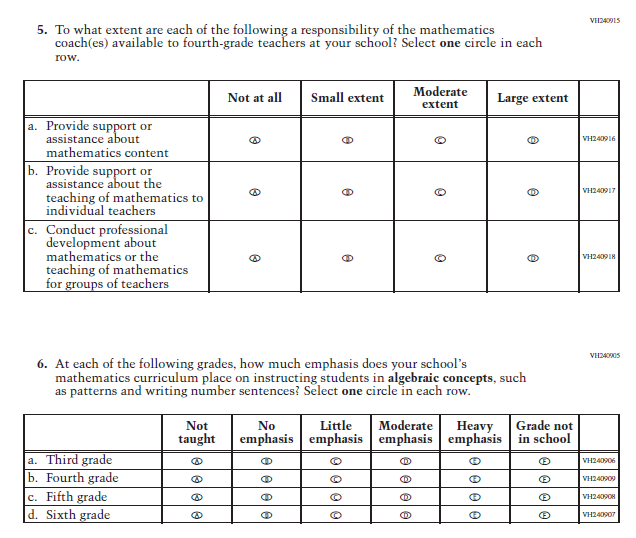 VH240915
5. To what extent are each of the following a responsibility of the mathematics
coach(es) available to fourth-grade teachers at your school? Select one circle in each
row.
Not at all Small extent Moderate extent Large extent
a. Provide support or
assistance about
mathematics content
Ⓐ Ⓑ Ⓒ Ⓓ VH240916
b. Provide support or
assistance about the
teaching of mathematics to
individual teachers
Ⓐ Ⓑ Ⓒ Ⓓ VH240917
c. Conduct professional
development about
mathematics or the
teaching of mathematics
for groups of teachers
Ⓐ Ⓑ Ⓒ Ⓓ VH240918
VH240905
6. At each of the following grades, how much emphasis does your school's
mathematics curriculum place on instructing students in algebraic concepts, such
as patterns and writing number sentences? Select one circle in each row.
Not taught No emphasis Little emphasis Moderate emphasis Heavy emphasis Grade not in school
a. Third grade Ⓐ Ⓑ Ⓒ Ⓓ Ⓔ Ⓕ VH240906
b. Fourth grade Ⓐ Ⓑ Ⓒ Ⓓ Ⓔ Ⓕ VH240909
c. Fifth grade Ⓐ Ⓑ Ⓒ Ⓓ Ⓔ Ⓕ VH240908
d. Sixth grade Ⓐ Ⓑ Ⓒ Ⓓ Ⓔ Ⓕ VH240907